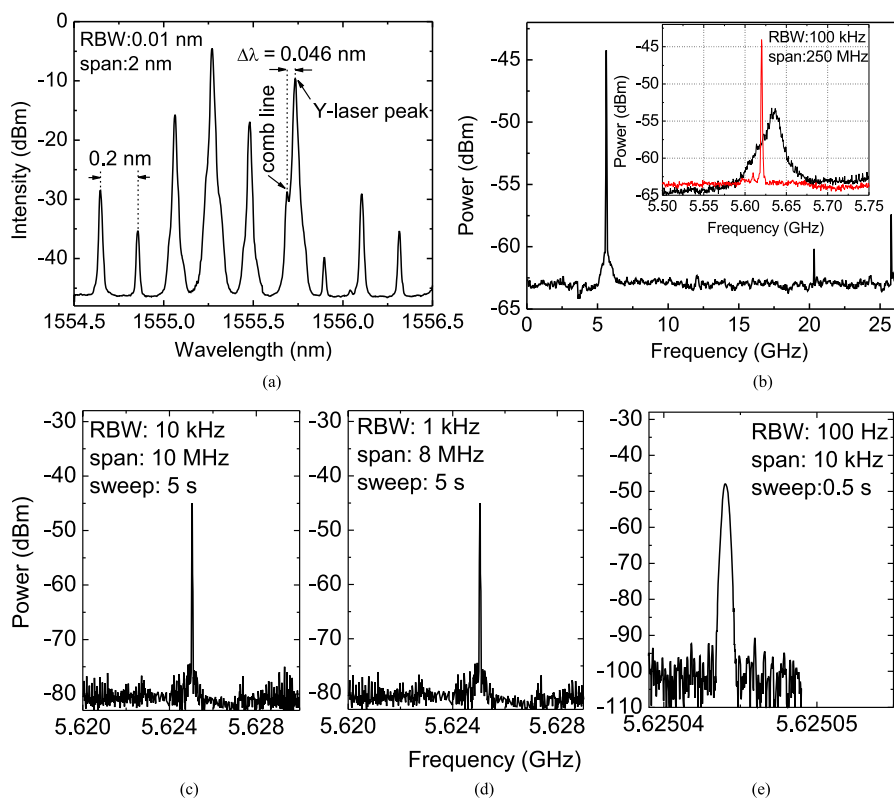 RBW:0.01 nm
span:2 nm
Δλ = 0.046 nm
comb line
Y-laser peak
0.2 nm
Intensity (dBm)
0
-10
-20
-30
-40
1554.5 1555.0 1555.5 1556.0 1556.5
Wavelength (nm)
(a)
RBW:100 kHz
span:250 MHz
Power (dBm)
-45
-50
-55
-60
-65
5.50 5.55 5.60 5.65 5.70 5.75
Frequency (GHz)
Power (dBm)
-45
-50
-55
-60
-65
0 5 10 15 20 25
Frequency (GHz)
(b)
RBW: 10 kHz
span: 10 MHz
sweep: 5 s
Power (dBm)
-30
-40
-50
-60
-70
-80
5.620 5.624 5.628
(c)
RBW: 1 kHz
span: 8 MHz
sweep: 5 s
-30
-40
-50
-60
-70
-80
5.620 5.624 5.628
Frequency (GHz)
(d)
RBW: 100 Hz
span: 10 kHz
sweep:0.5 s
-30
-40
-50
-60
-70
-80
-90
-100
-110
5.62504 5.62505
(e)